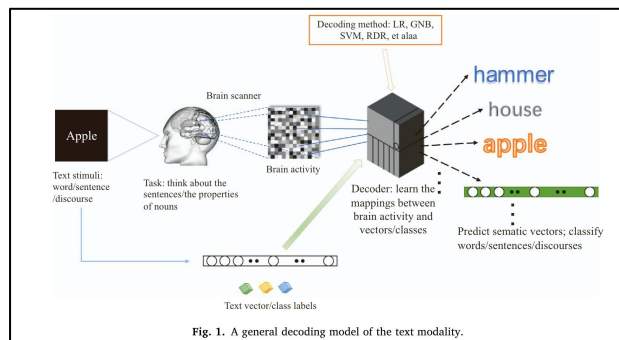 Decoding method: LR, GNB,
SVM, RDR, et alaa
Brain scanner
Apple
hammer
house
apple
Text stimuli:
word/sentence
/discourse
Task: think about the
sentences/the properties
of nouns
Brain activity
Decoder: learn the
mappings between
brain activity and
vectors/classes
Predict sematic vectors; classify
words/sentences/discourses
Text vector/class labels
Fig. 1. A general decoding model of the text modality.